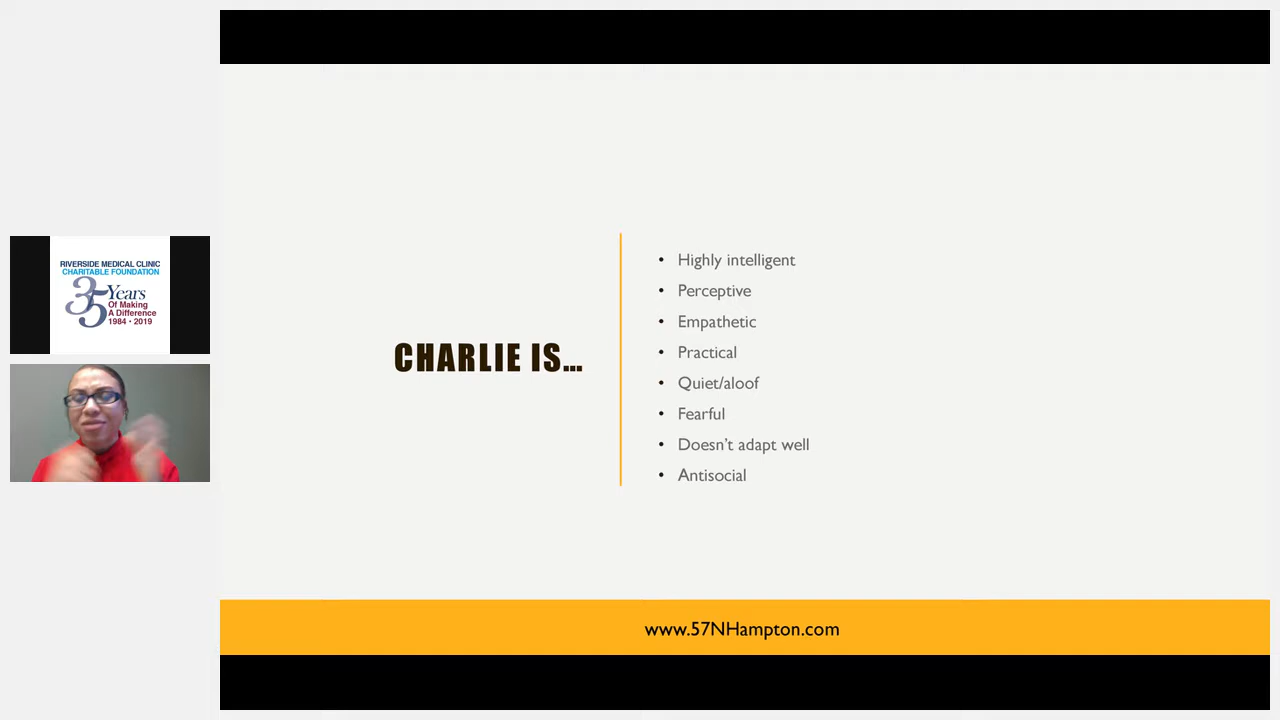 RIVERSIDE MEDICAL CLINIC
CHARITABLE FOUNDATION
35 Years
Of Making
A Difference
1984 • 2019
CHARLIE IS...
• Highly intelligent
• Perceptive
• Empathetic
• Practical
• Quiet/aloof
• Fearful
• Doesn't adapt well
• Antisocial
www.57NHampton.com